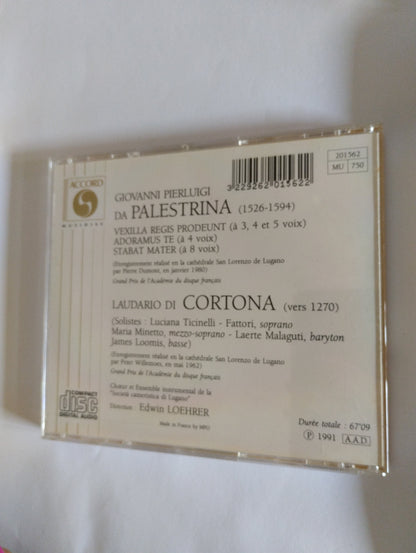 ACCORD
MUSIDISC
201562
MU 750
3229262015622
GIOVANNI PIERLUIGI
DA PALESTRINA (1526-1594)
VEXILLA REGIS PRODEUNT (à 3, 4 et 5 voix)
ADORAMUS TE (à 4 voix)
STABAT MATER (à 8 voix)
(Enregistrement réalisé en la cathédrale San Lorenzo de Lugano
par Pierre Dumont, en janvier 1980)
Grand Prix de l'Académie du disque français
LAUDARIO DI CORTONA (vers 1270)
(Solistes : Luciana Ticinelli - Fattori, soprano
Maria Minetto, mezzo-soprano - Laerte Malaguti, baryton
James Loomis, basse)
(Enregistrement réalisé en la cathédrale San Lorenzo de Lugano
par Peter Willemoes, en mai 1962)
Grand Prix de l'Académie du disque français
Chœur et Ensemble instrumental de la
"Società cameristica di Lugano"
Direction : Edwin LOEHRER
COMPACT
disc
DIGITAL AUDIO
Made in France by MPO
Durée totale : 67'09
Ⓟ 1991 A.A.D.